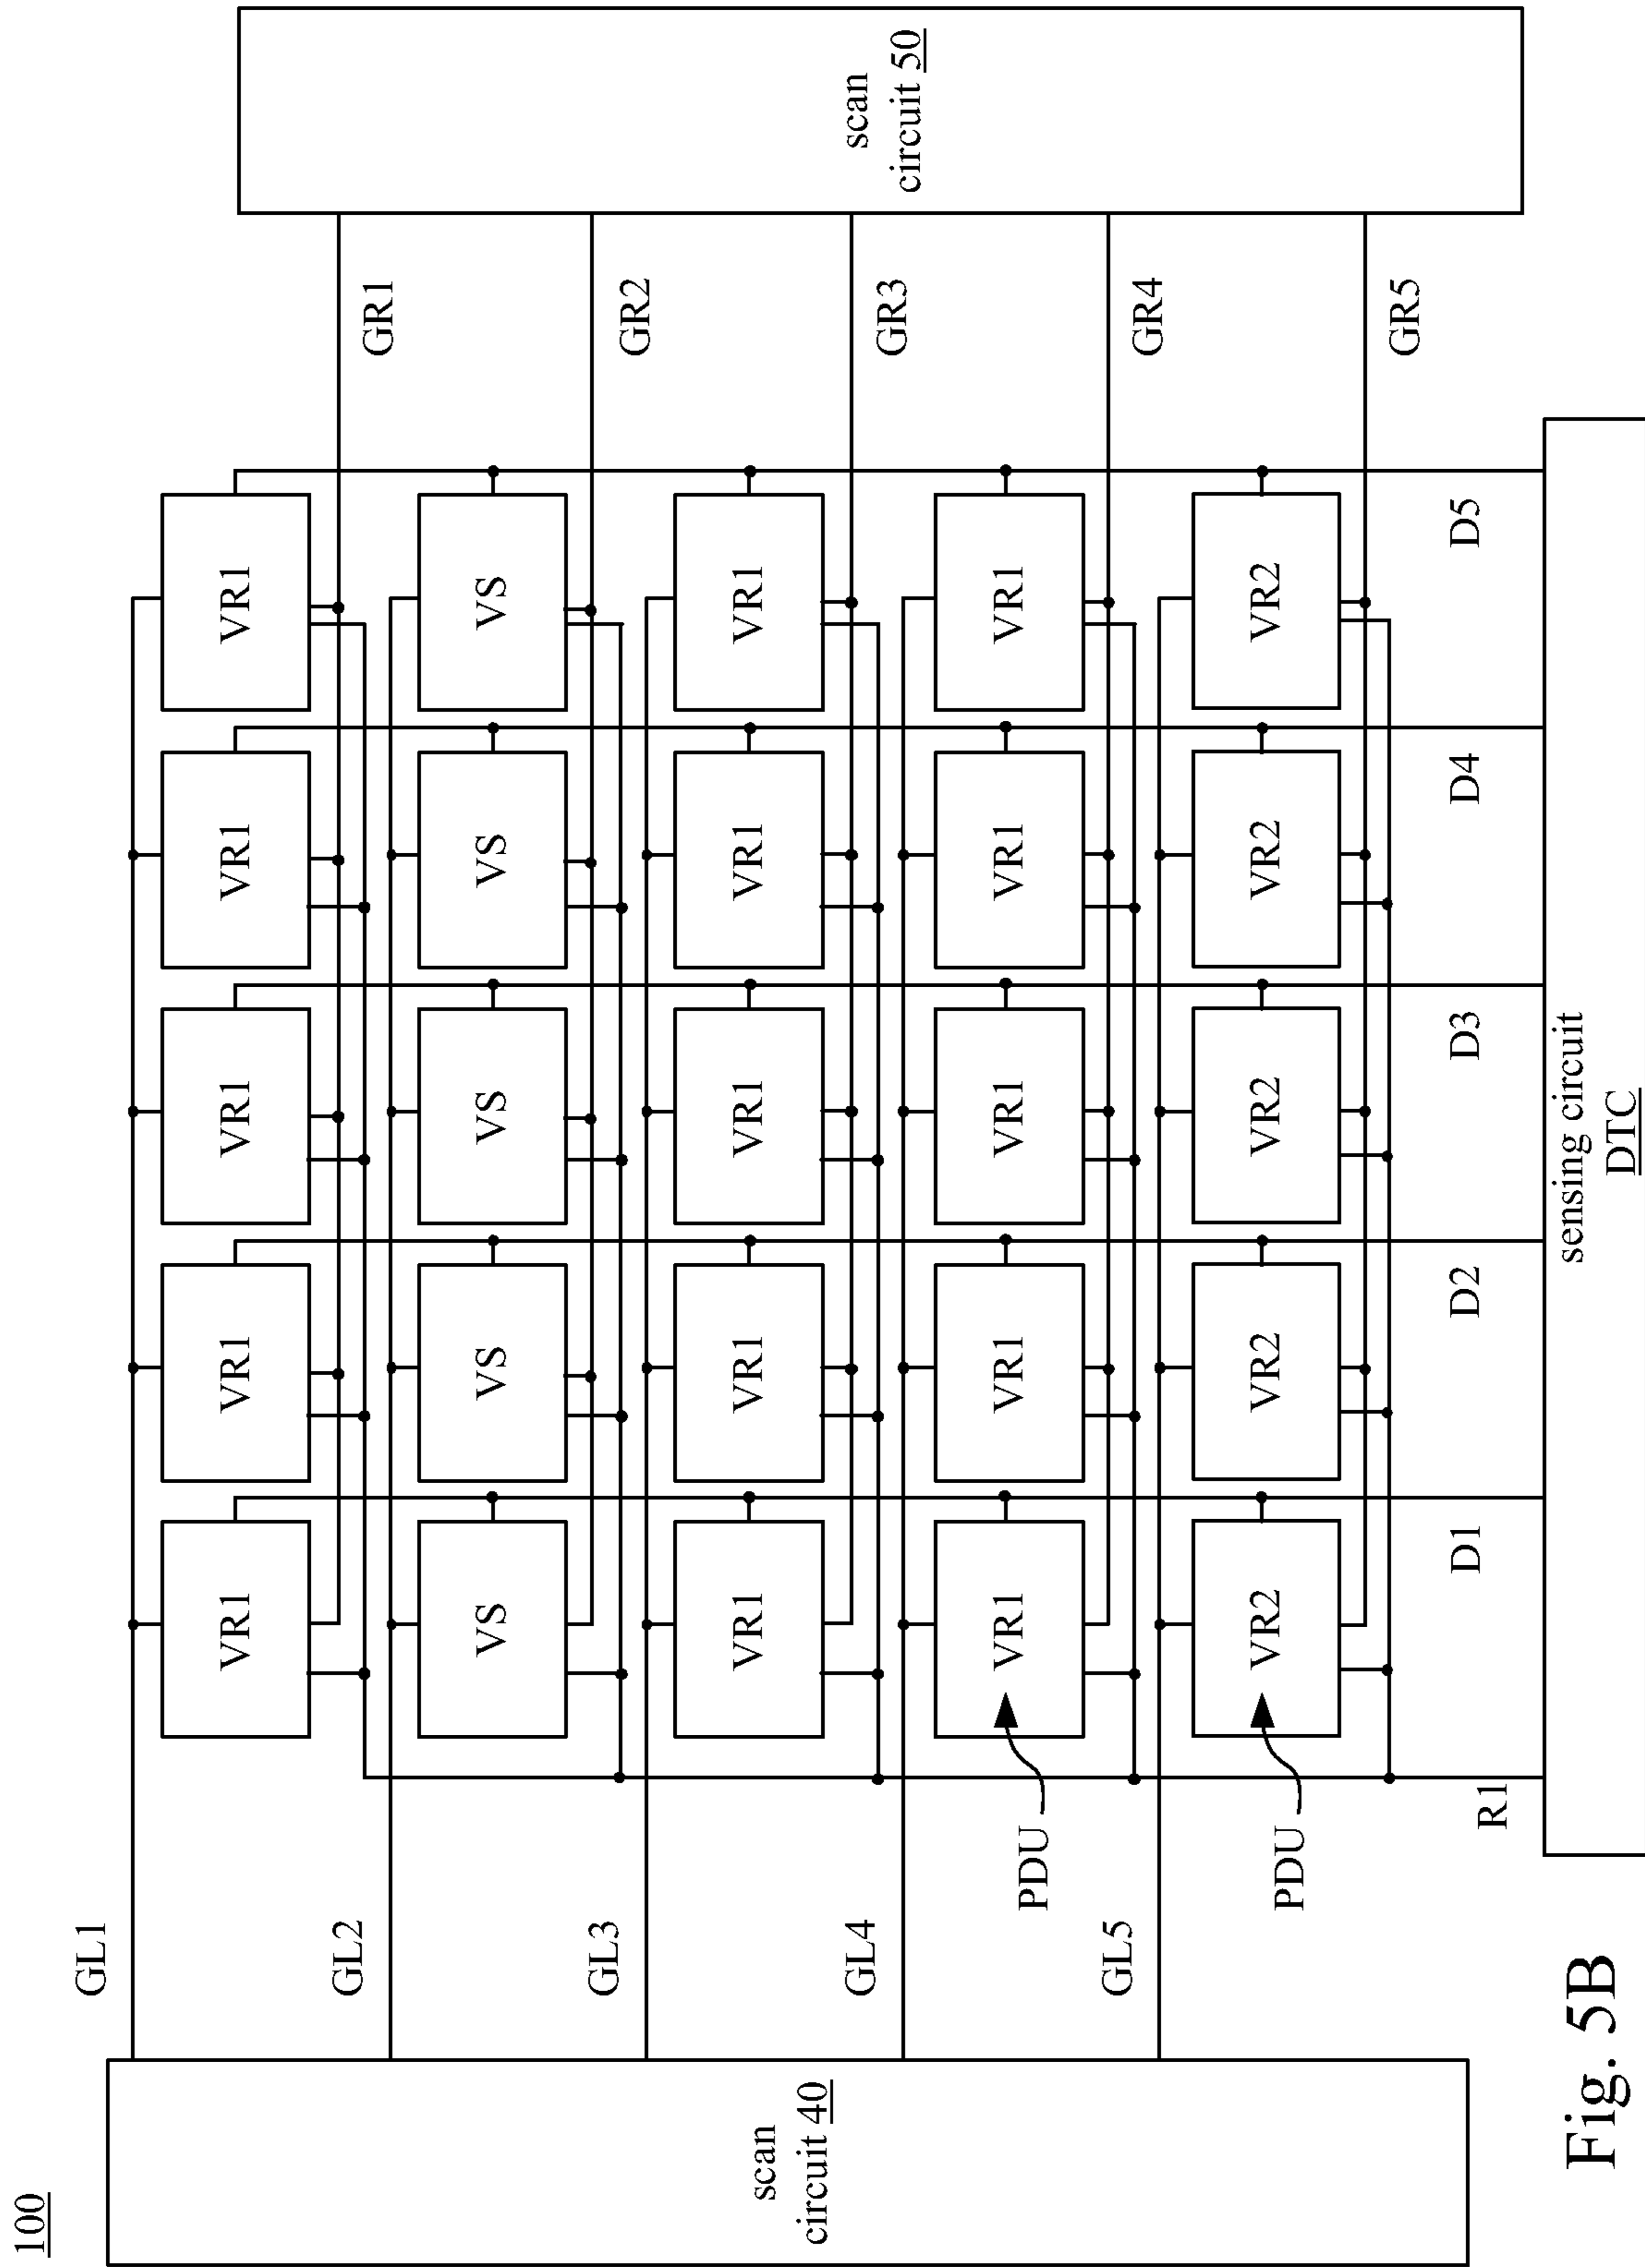 100
scan
circuit 40
GL1
GL2
GL3
GL4
GL5
VR1 VR1 VR1 VR1 VR1
VS VS VS VS VS
VR1 VR1 VR1 VR1 VR1
VR1 VR1 VR1 VR1 VR1
VR2 VR2 VR2 VR2 VR2
PDU
PDU
GR1
GR2
GR3
GR4
GR5
scan
circuit 50
R1 D1 D2 D3 D4 D5
sensing circuit
DTC
Fig. 5B